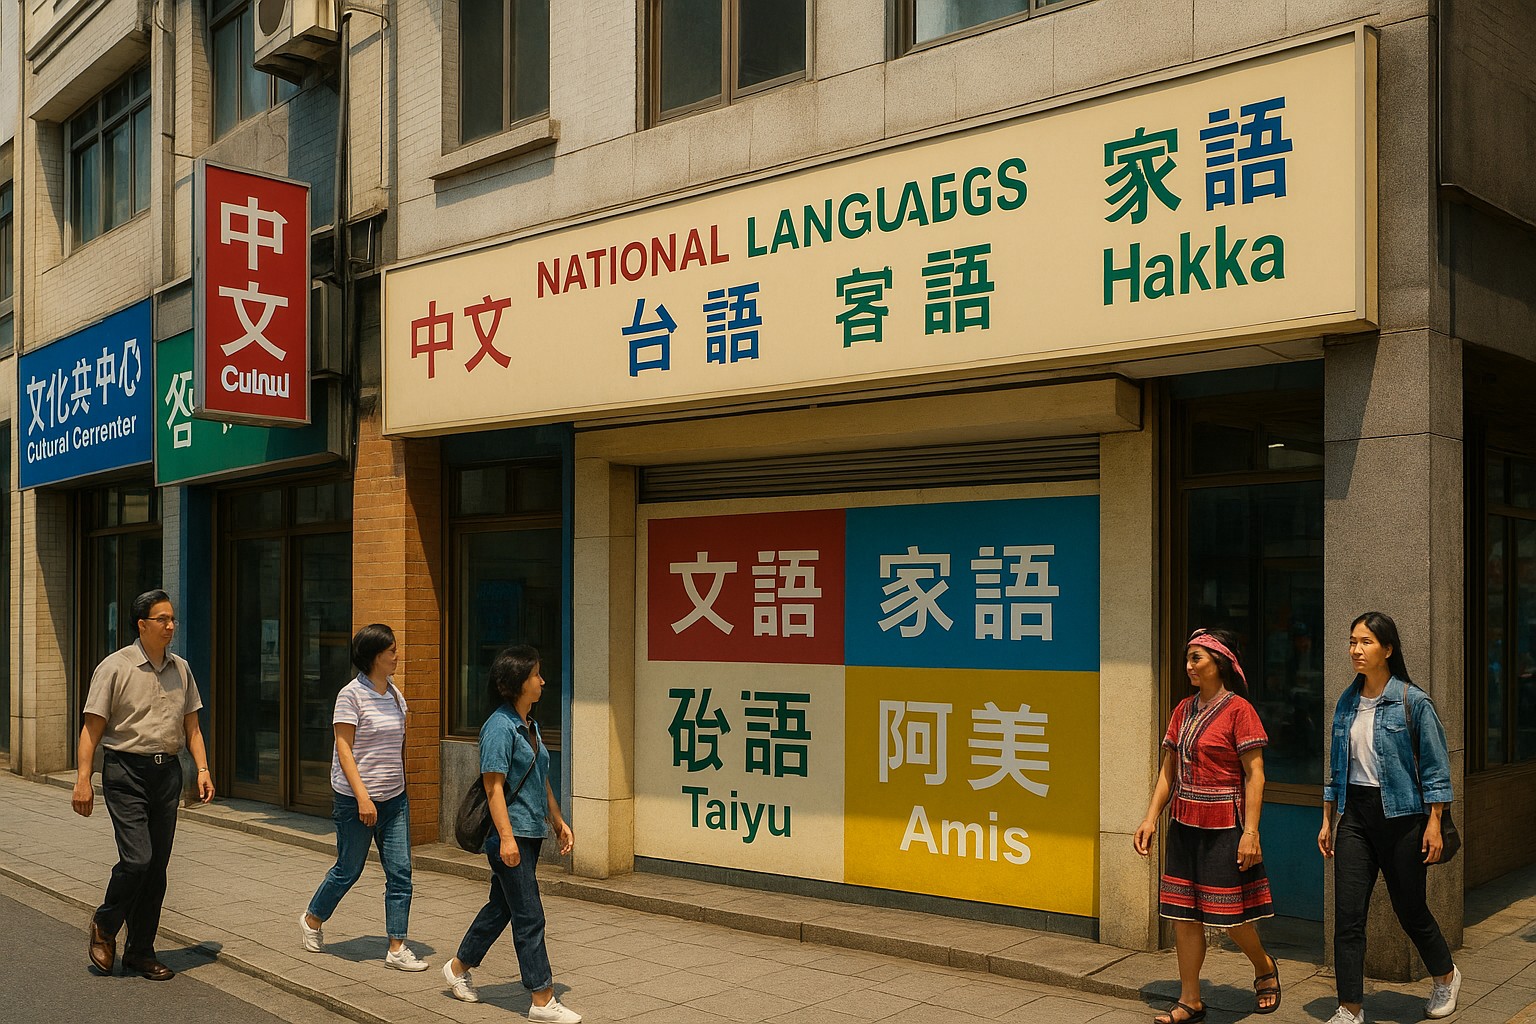 中文
Culnul
文化共中心
Cutural Cerrenter
NATIONAL LANGUAGGS
家語
Hakka
中文 台語 客語
文語
家語
語
Taiyu
阿美
Amis